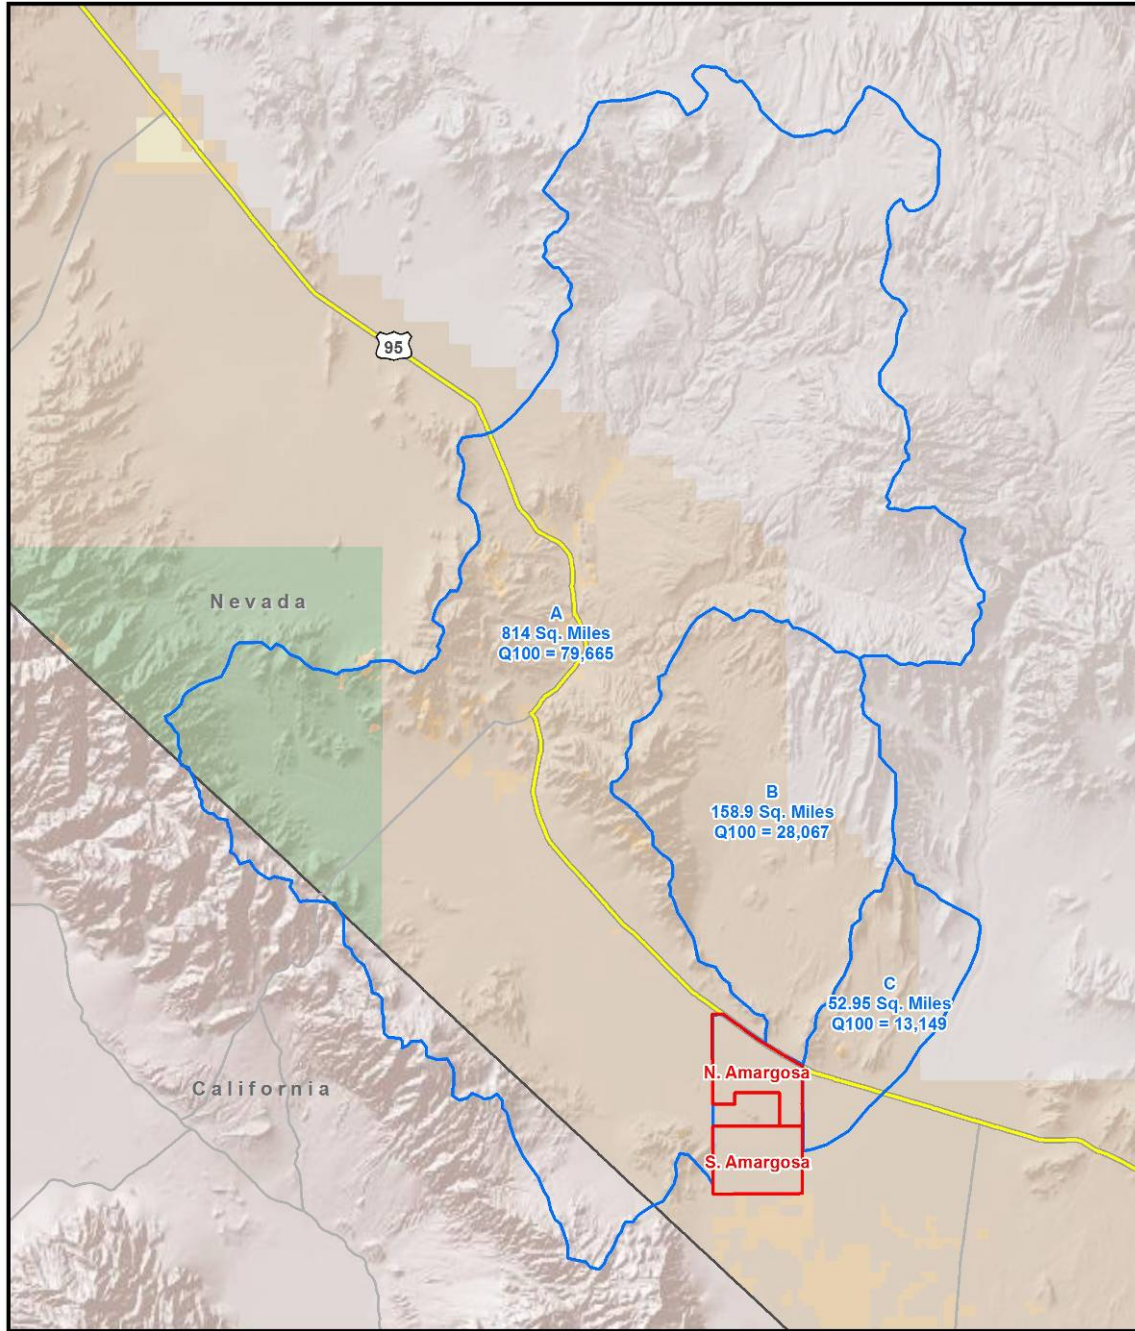 95
Nevada
A
814 Sq. Miles
Q100 = 79,665
B
158.9 Sq. Miles
Q100 = 28,067
C
52.95 Sq. Miles
Q100 = 13,149
N. Amargosa
California
S. Amargosa